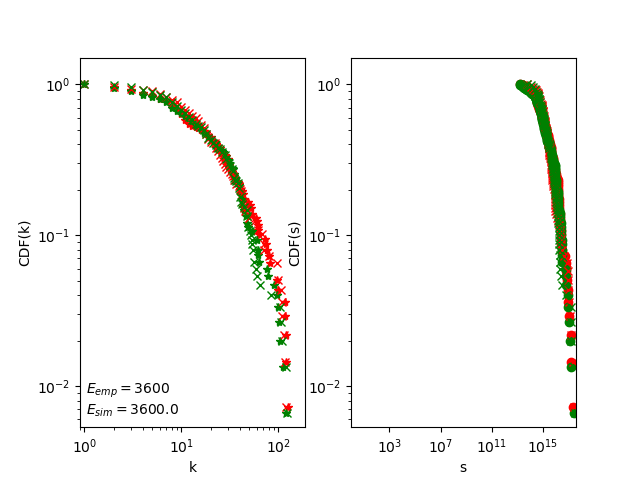 CDF(k)
10⁰
10⁻¹
10⁻²
E_emp = 3600
E_sim = 3600.0
10⁰ 10¹ 10²
k
CDF(s)
10⁰
10⁻¹
10⁻²
10³ 10⁷ 10¹¹ 10¹⁵
s